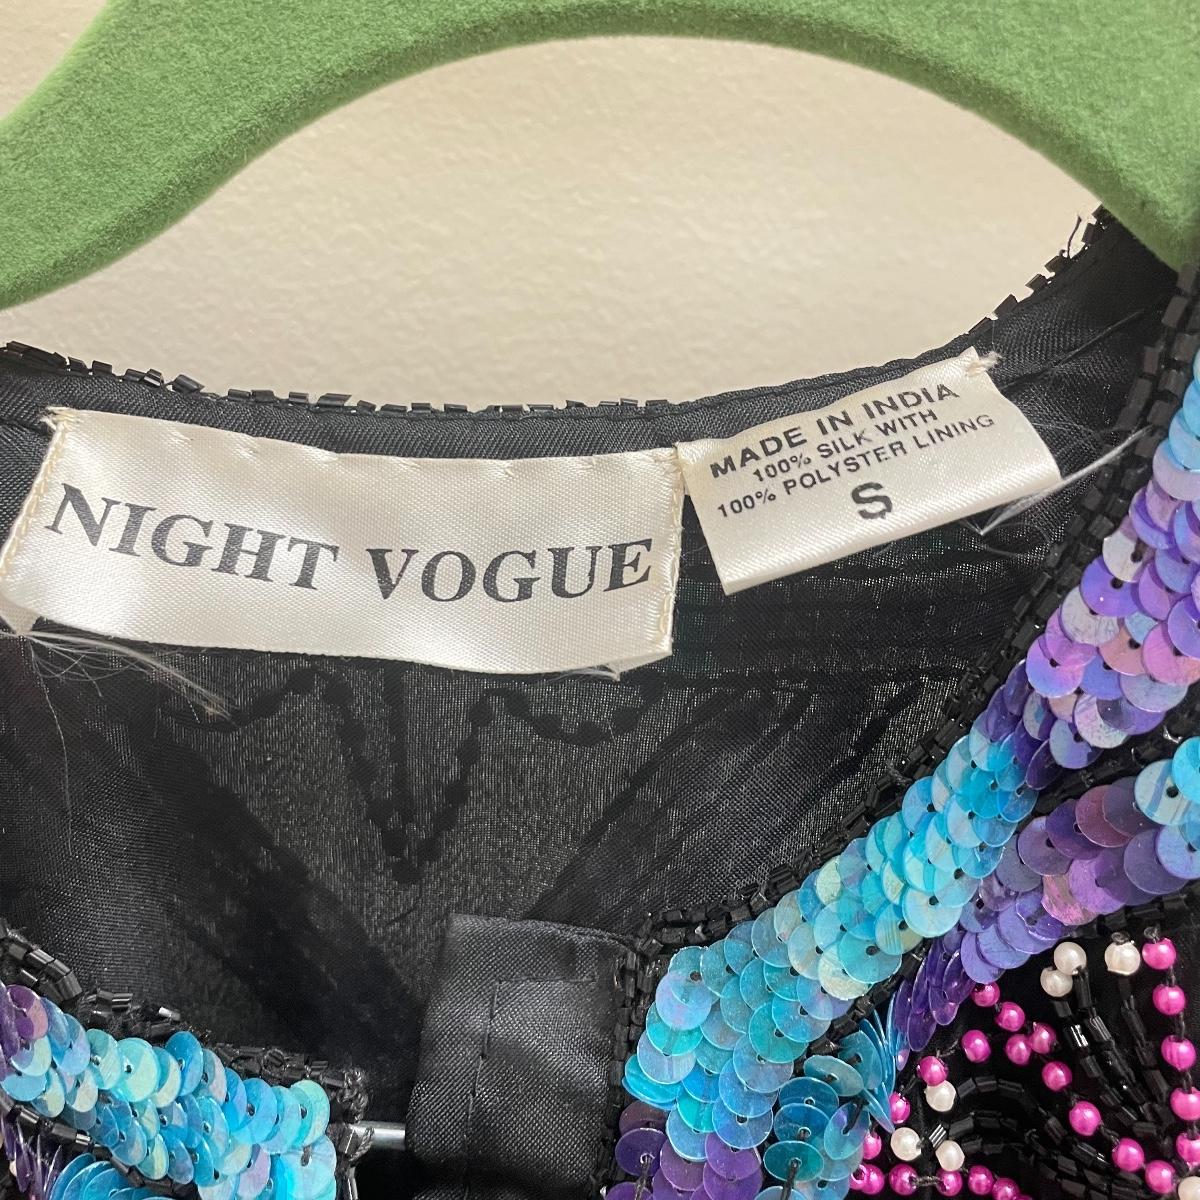 NIGHT VOGUE
MADE IN INDIA
100% SILK WITH
100% POLYSTER LINING
S